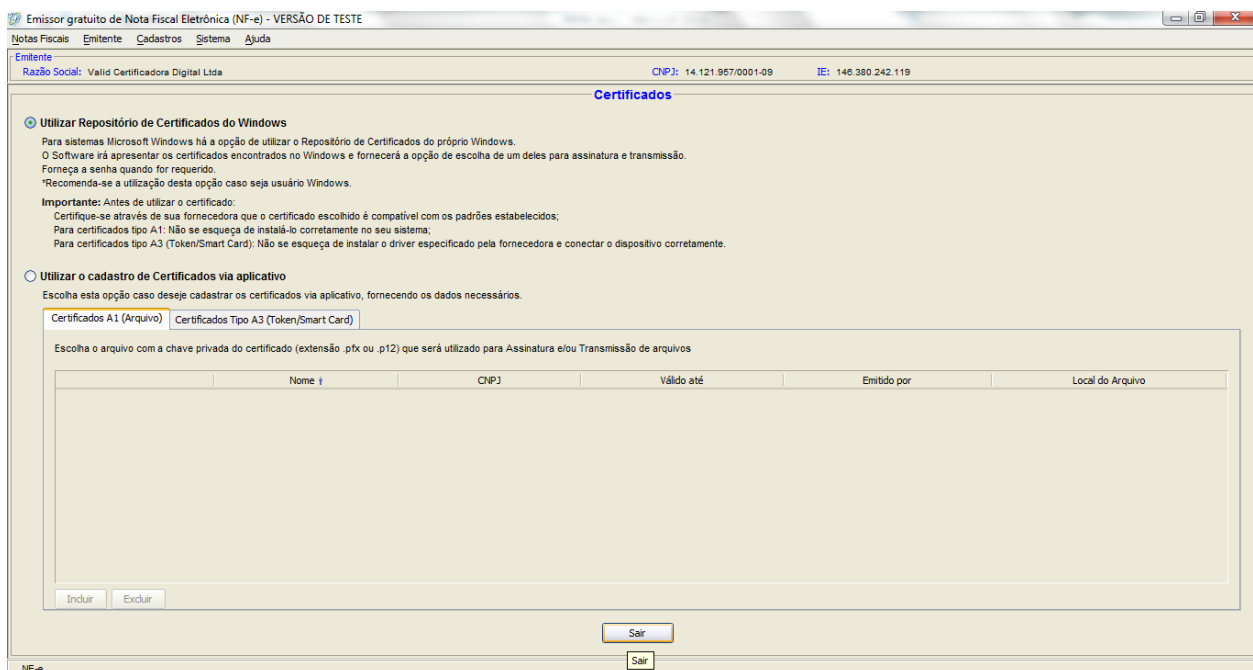 Emissor gratuito de Nota Fiscal Eletrônica (NF-e) - VERSÃO DE TESTE
Notas Fiscais Emitente Cadastros Sistema Ajuda
Emitente
Razão Social: Valid Certificadora Digital Ltda CNPJ: 14.121.957/0001-09 IE: 146.380.242.119
Certificados
Utilizar Repositório de Certificados do Windows
Para sistemas Microsoft Windows há a opção de utilizar o Repositório de Certificados do próprio Windows.
O Software irá apresentar os certificados encontrados no Windows e fornecerá a opção de escolha de um deles para assinatura e transmissão.
Forneça a senha quando for requerido.
*Recomenda-se a utilização desta opção caso seja usuário Windows.
Importante: Antes de utilizar o certificado:
Certifique-se através de sua fornecedora que o certificado escolhido é compatível com os padrões estabelecidos;
Para certificados tipo A1: Não se esqueça de instalá-lo corretamente no seu sistema;
Para certificados tipo A3 (Token/Smart Card): Não se esqueça de instalar o driver especificado pela fornecedora e conectar o dispositivo corretamente.
Utilizar o cadastro de Certificados via aplicativo
Escolha esta opção caso deseje cadastrar os certificados via aplicativo, fornecendo os dados necessários.
Certificados A1 (Arquivo) Certificados Tipo A3 (Token/Smart Card)
Escolha o arquivo com a chave privada do certificado (extensão .pfx ou .p12) que será utilizado para Assinatura e/ou Transmissão de arquivos
Nome CNPJ Válido até Emitido por Local do Arquivo
Incluir Excluir
Sair
Sair
NF-e